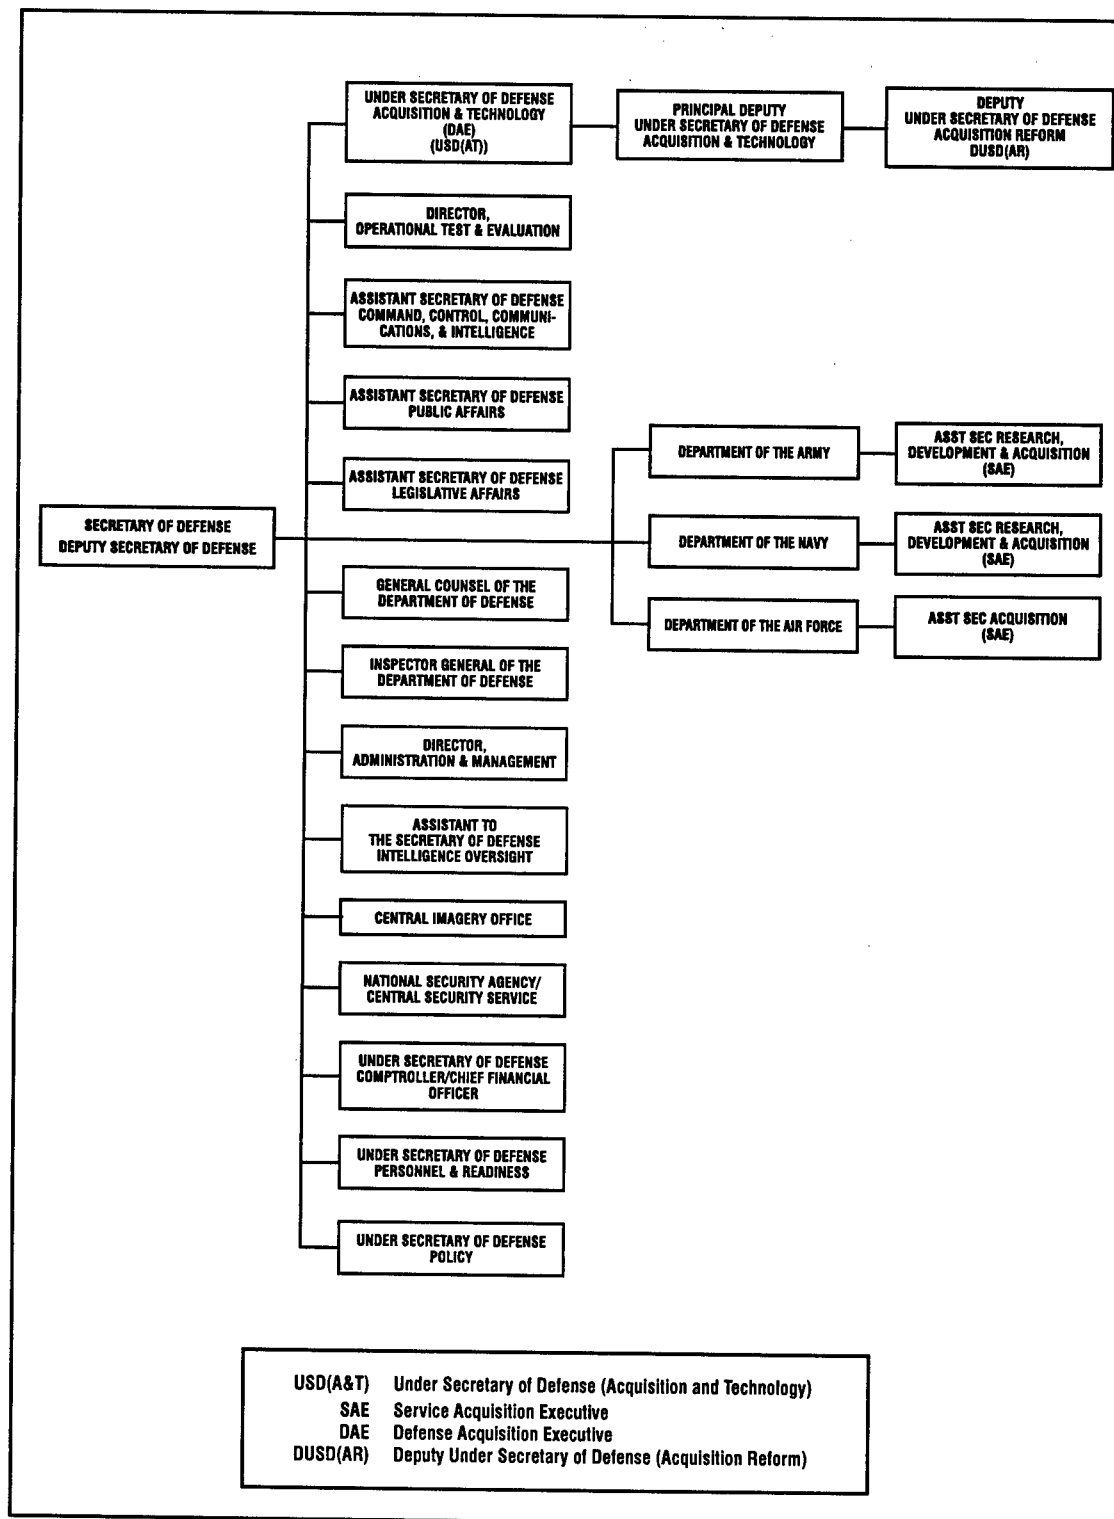 UNDER SECRETARY OF DEFENSE
ACQUISITION & TECHNOLOGY
(DAE)
(USD(AT))
PRINCIPAL DEPUTY
UNDER SECRETARY OF DEFENSE
ACQUISITION & TECHNOLOGY
DEPUTY
UNDER SECRETARY OF DEFENSE
ACQUISITION REFORM
DUSD(AR)
DIRECTOR,
OPERATIONAL TEST & EVALUATION
ASSISTANT SECRETARY OF DEFENSE
COMMAND, CONTROL, COMMUNI-
CATIONS, & INTELLIGENCE
ASSISTANT SECRETARY OF DEFENSE
PUBLIC AFFAIRS
ASSISTANT SECRETARY OF DEFENSE
LEGISLATIVE AFFAIRS
DEPARTMENT OF THE ARMY
ASST SEC RESEARCH,
DEVELOPMENT & ACQUISITION
(SAE)
SECRETARY OF DEFENSE
DEPUTY SECRETARY OF DEFENSE
DEPARTMENT OF THE NAVY
ASST SEC RESEARCH,
DEVELOPMENT & ACQUISITION
(SAE)
GENERAL COUNSEL OF THE
DEPARTMENT OF DEFENSE
DEPARTMENT OF THE AIR FORCE
ASST SEC ACQUISITION
(SAE)
INSPECTOR GENERAL OF THE
DEPARTMENT OF DEFENSE
DIRECTOR,
ADMINISTRATION & MANAGEMENT
ASSISTANT TO
THE SECRETARY OF DEFENSE
INTELLIGENCE OVERSIGHT
CENTRAL IMAGERY OFFICE
NATIONAL SECURITY AGENCY/
CENTRAL SECURITY SERVICE
UNDER SECRETARY OF DEFENSE
COMPTROLLER/CHIEF FINANCIAL
OFFICER
UNDER SECRETARY OF DEFENSE
PERSONNEL & READINESS
UNDER SECRETARY OF DEFENSE
POLICY
USD(A&T) Under Secretary of Defense (Acquisition and Technology)
SAE Service Acquisition Executive
DAE Defense Acquisition Executive
DUSD(AR) Deputy Under Secretary of Defense (Acquisition Reform)